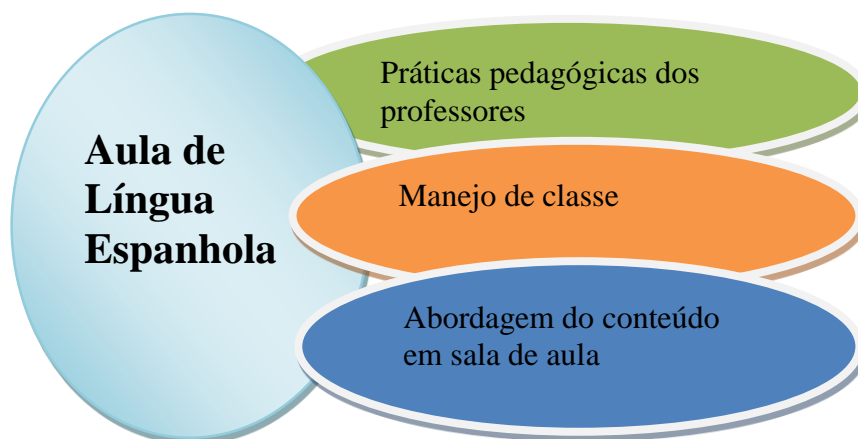 Aula de
Língua
Espanhola
Práticas pedagógicas dos
professores
Manejo de classe
Abordagem do conteúdo
em sala de aula